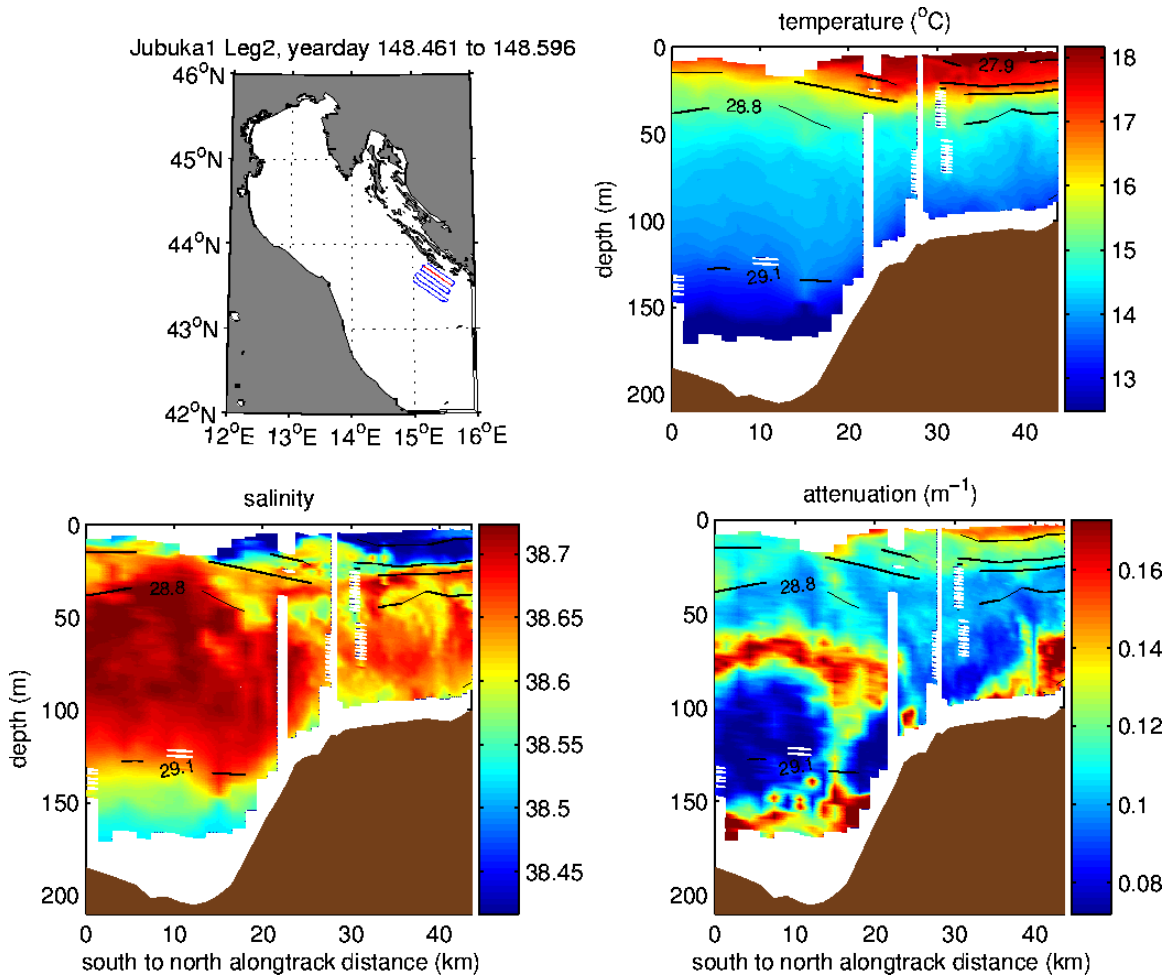 Jubuka1 Leg2, yearday 148.461 to 148.596
46°N
45°N
44°N
43°N
42°N
12°E 13°E 14°E 15°E 16°E
temperature (°C)
0
50
100
150
200
depth (m)
27.9
28.8
29.1
0 10 20 30 40
18
17
16
15
14
13
salinity
0
50
100
150
200
depth (m)
28.8
29.1
0 10 20 30 40
south to north alongtrack distance (km)
38.7
38.65
38.6
38.55
38.5
38.45
attenuation (m⁻¹)
0
50
100
150
200
28.8
29.1
0 10 20 30 40
south to north alongtrack distance (km)
0.16
0.14
0.12
0.1
0.08